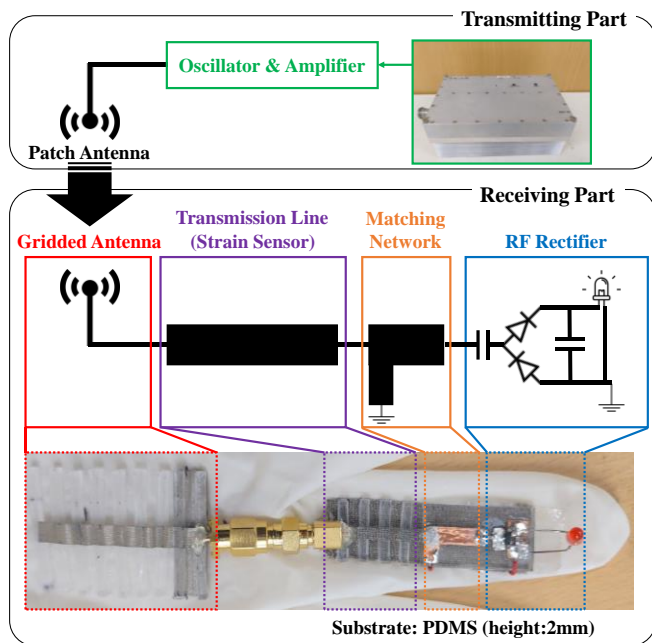 Transmitting Part
Oscillator & Amplifier
Patch Antenna
Receiving Part
Gridded Antenna
Transmission Line
(Strain Sensor)
Matching
Network
RF Rectifier
Substrate: PDMS (height:2mm)